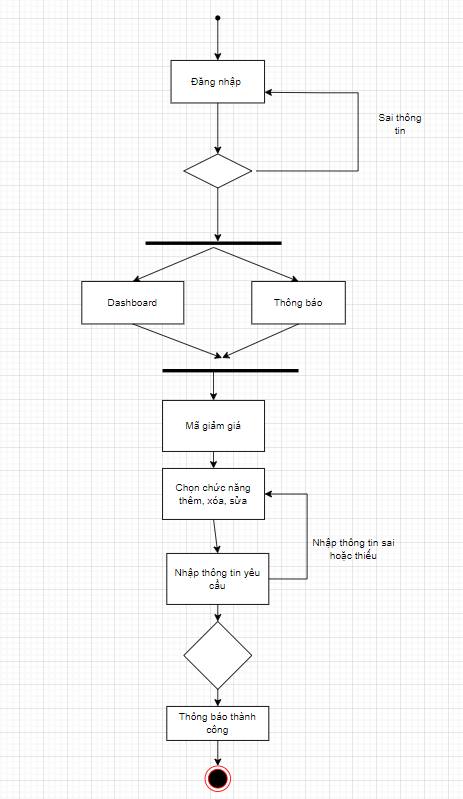 Đăng nhập
Sai thông
tin
Dashboard
Thông báo
Mã giảm giá
Chọn chức năng
thêm, xóa, sửa
Nhập thông tin sai
hoặc thiếu
Nhập thông tin yêu
cầu
Thông báo thành
công